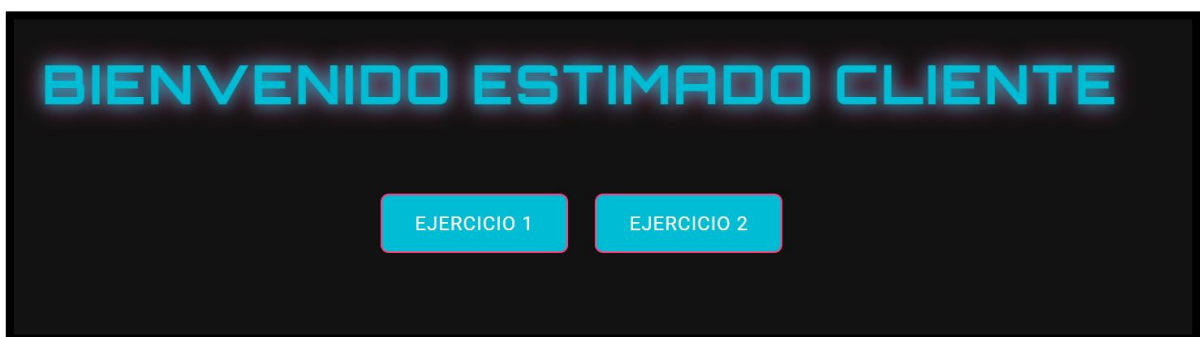 BIENVENIDO ESTIMADO CLIENTE
EJERCICIO 1 EJERCICIO 2